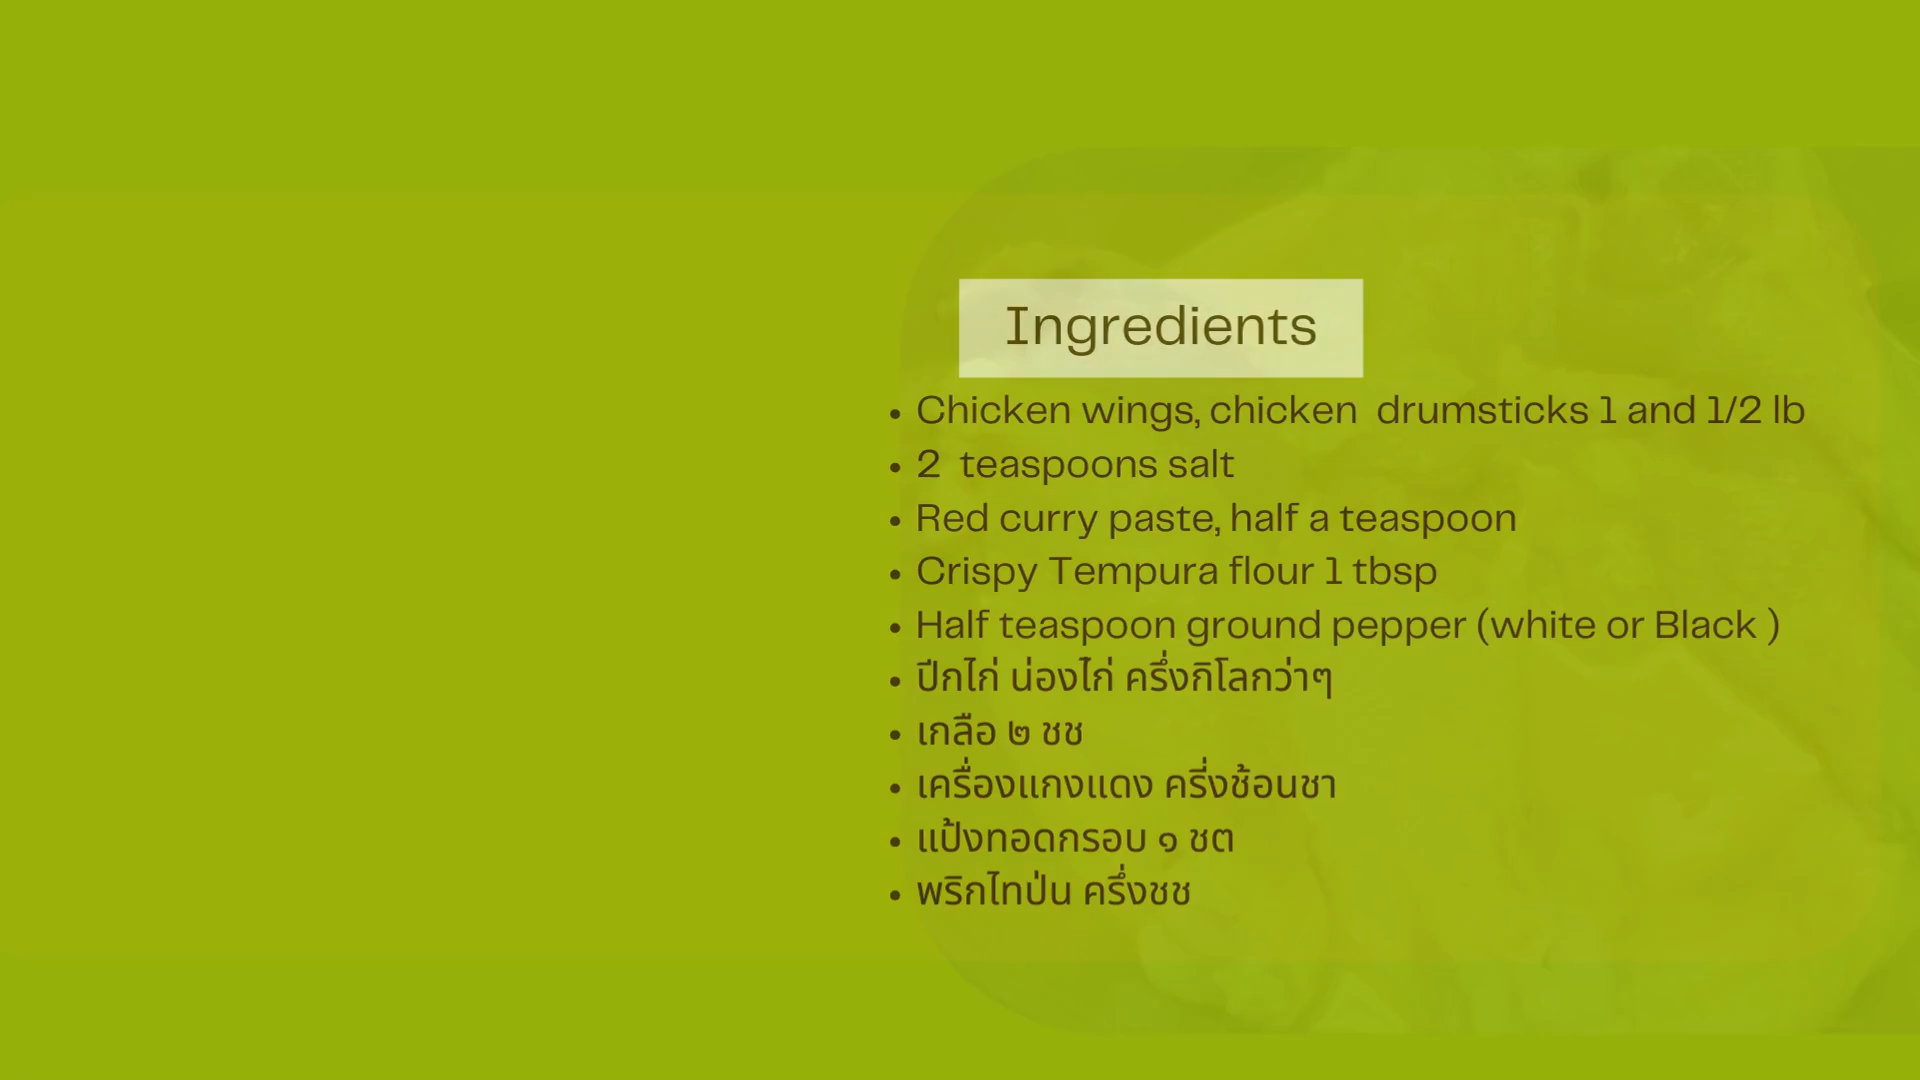 Ingredients
• Chicken wings, chicken  drumsticks 1 and 1/2 lb
• 2  teaspoons salt
• Red curry paste, half a teaspoon
• Crispy Tempura flour 1 tbsp
• Half teaspoon ground pepper (white or Black )
• ปีกไก่ น่องไก่ ครึ่งกิโลกว่าๆ
• เกลือ ๒ ชช
• เครื่องแกงแดง ครี่งช้อนชา
• แป้งทอดกรอบ ๑ ชต
• พริกไทป่น ครึ่งชช